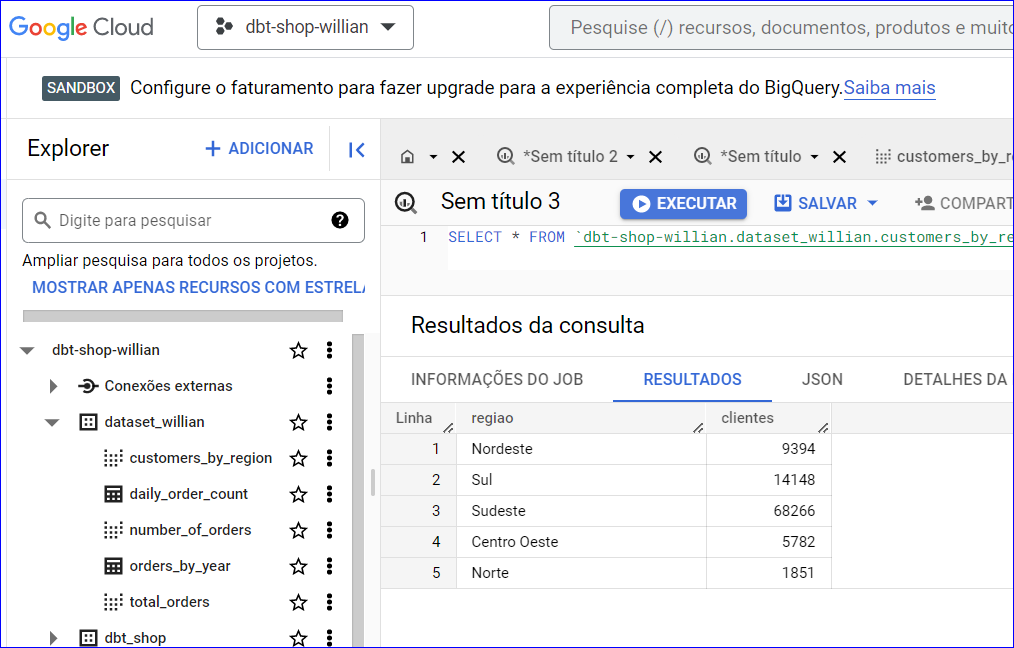 Google Cloud
dbt-shop-willian
Pesquise (/) recursos, documentos, produtos e muito
SANDBOX Configure o faturamento para fazer upgrade para a experiência completa do BigQuery. Saiba mais
Explorer
+ ADICIONAR
Digite para pesquisar
Ampliar pesquisa para todos os projetos.
MOSTRAR APENAS RECURSOS COM ESTRELA
dbt-shop-willian
Conexões externas
dataset_willian
customers_by_region
daily_order_count
number_of_orders
orders_by_year
total_orders
dbt_shop
*Sem título 2
*Sem título
customers_by_r
Sem título 3
EXECUTAR
SALVAR
COMPART
1 SELECT * FROM `dbt-shop-willian.dataset_willian.customers_by_re
Resultados da consulta
INFORMAÇÕES DO JOB RESULTADOS JSON DETALHES DA
Linha regiao clientes
1 Nordeste 9394
2 Sul 14148
3 Sudeste 68266
4 Centro Oeste 5782
5 Norte 1851